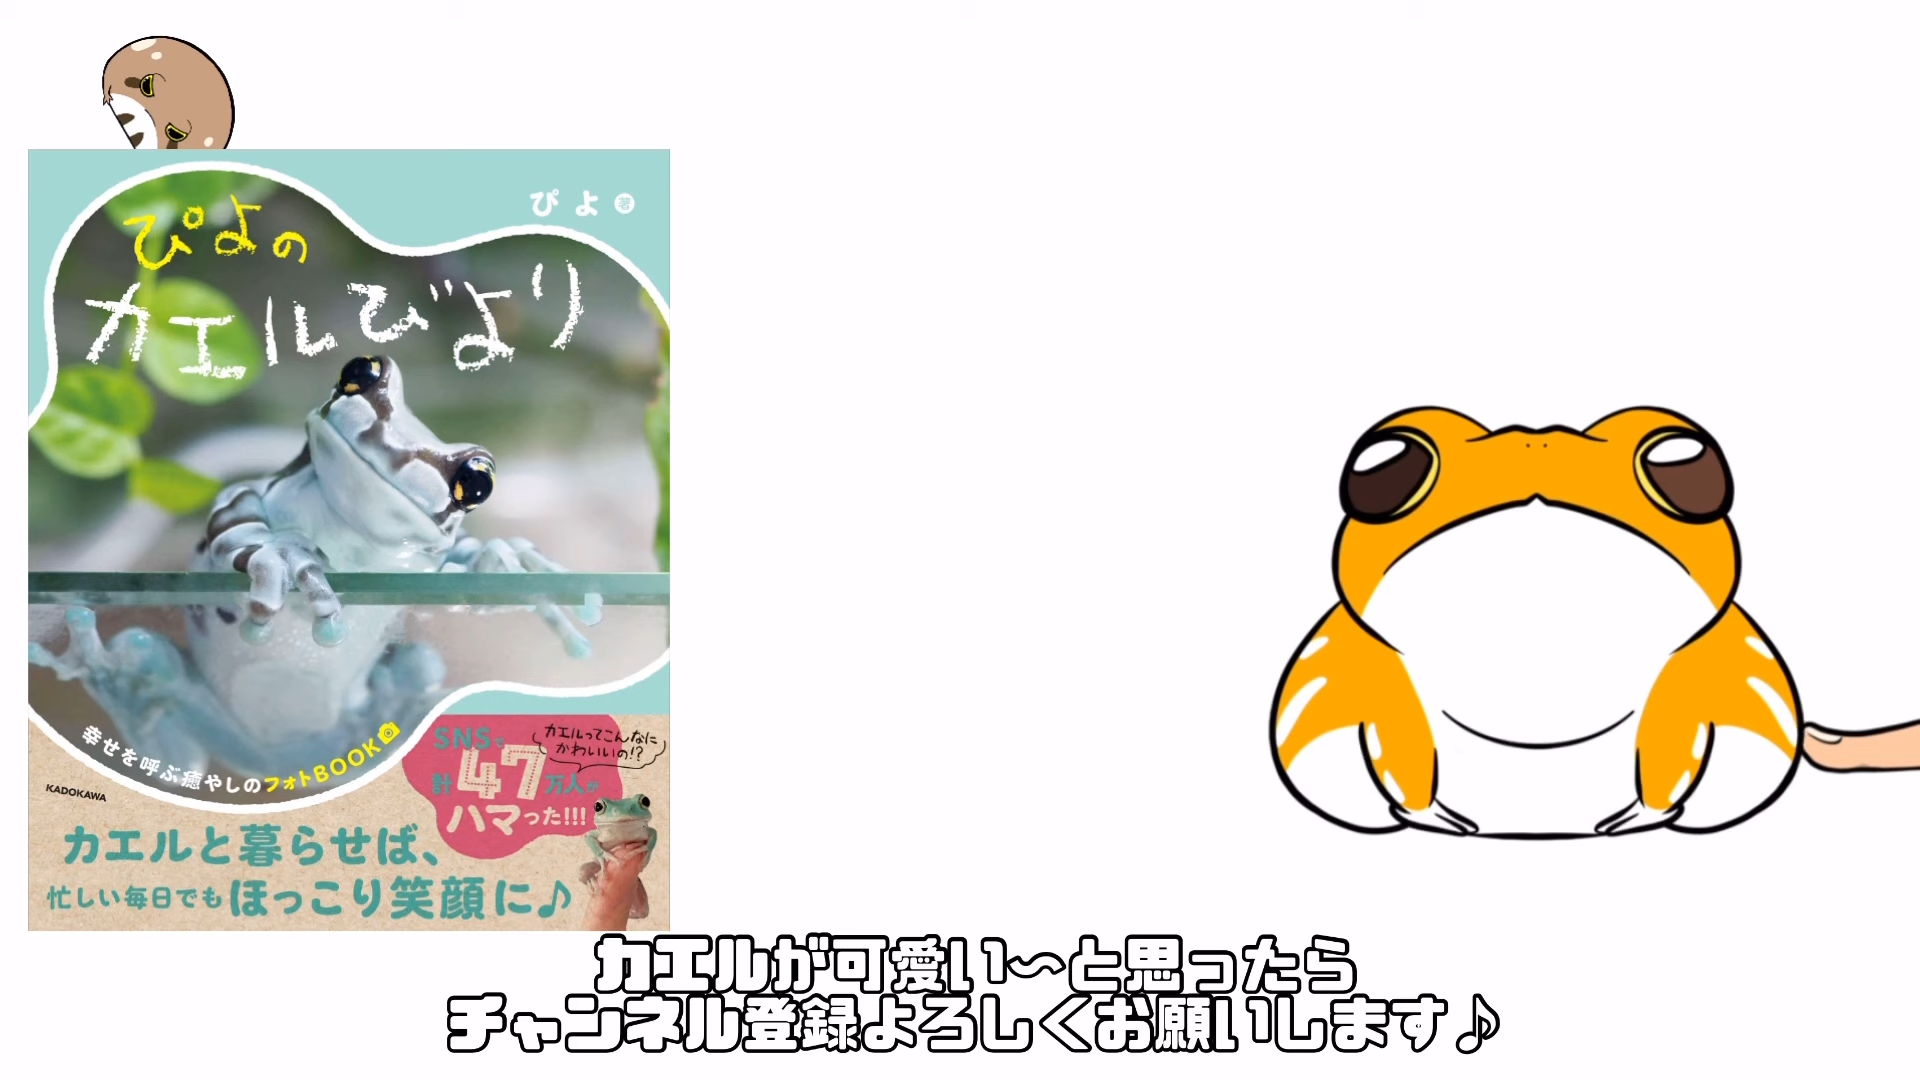 ぴよ 著
ぴよの
カエルびより
幸せを呼ぶ癒やしのフォトBOOK
KADOKAWA
SNSで
計47万人が
ハマった!!!
カエルってこんなに
かわいいの!?
カエルと暮らせば、
忙しい毎日でもほっこり笑顔に♪
カエルが可愛い〜と思ったら
チャンネル登録よろしくお願いします♪